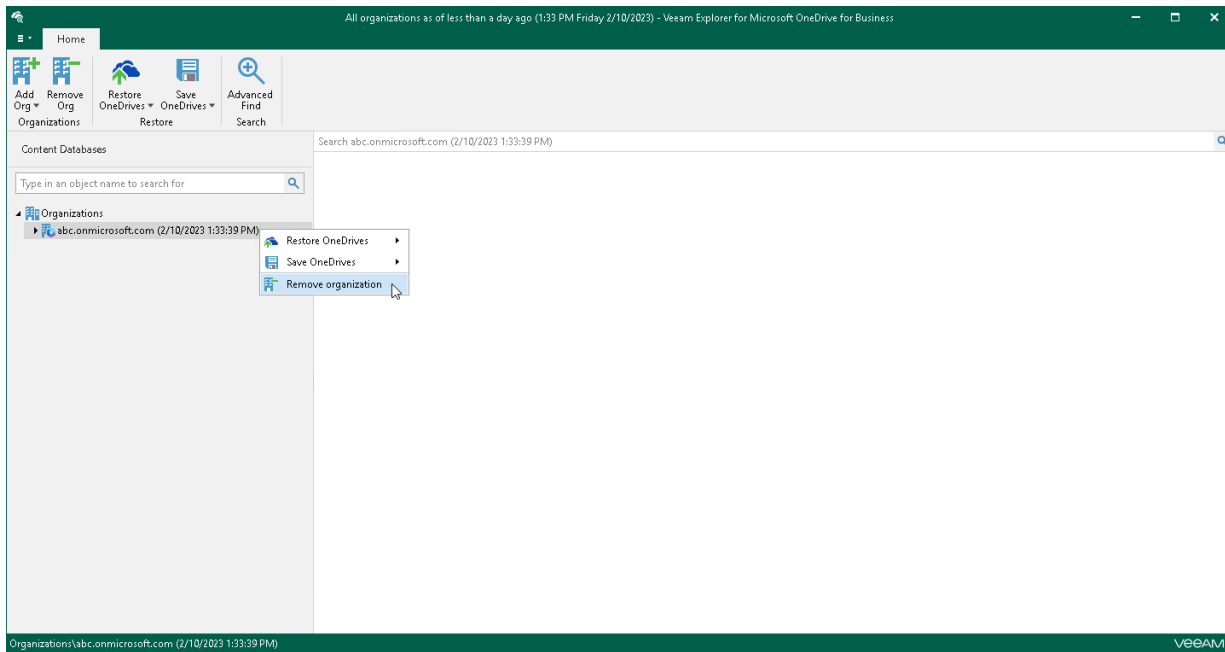 All organizations as of less than a day ago (1:33 PM Friday 2/10/2023) - Veeam Explorer for Microsoft OneDrive for Business
Home
Add Org
Remove Org
Restore OneDrives
Save OneDrives
Advanced Find
Organizations
Restore
Search
Content Databases
Search abc.onmicrosoft.com (2/10/2023 1:33:39 PM)
Type in an object name to search for
Organizations
abc.onmicrosoft.com (2/10/2023 1:33:39 PM)
Restore OneDrives
Save OneDrives
Remove organization
Organizations\abc.onmicrosoft.com (2/10/2023 1:33:39 PM)
veeAM